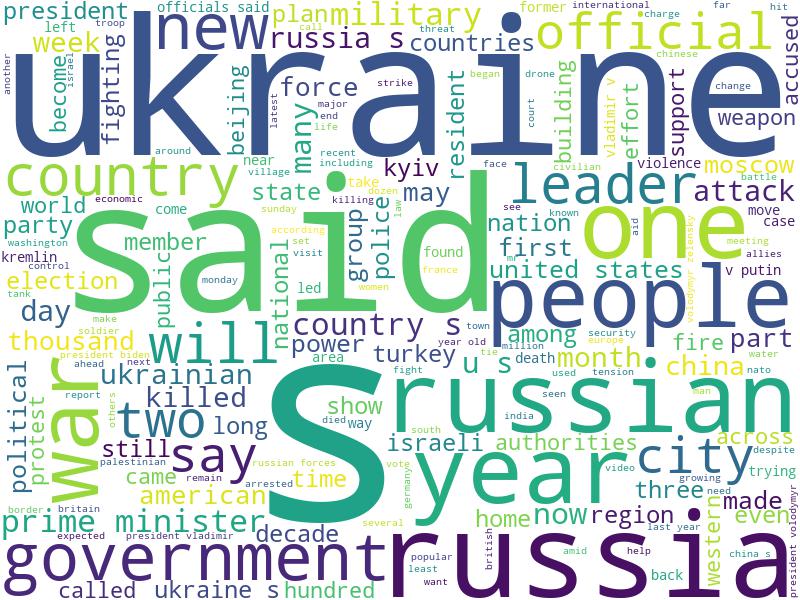 president
officials said
plan
military
former
international
far
hit
troop
call
threat
charge
left
new
russia s
countries
official
chinese
week
another
become
israel
fighting
ukraine
accused
force
beijing
latest
many
major
end
life
strike
resident
began
drone
court
building
vladimir v
effort
support
change
weapon
around
near
village
recent
including
kyiv
face
civilian
violence
moscow
battle
country
state
take
dozen
may
leader
attack
economic
killing
law
world
come
sunday
said
according
set
visit
group
police
nation
see
known
one
aid
move
case
party
washington
member
found
first
mr
volodymyr zelensky
meeting
allies
kremlin
control
public
monday
france
women
united states
v putin
election
tank
day
make
soldier
national
led
people
country s
town
among
security
europe
fire
part
thousand
president biden
will
power
area
turkey
year old
million
tie
death
month
water
ahead
next
ukrainian
fight
u s
used
tension
china
nato
political
report
protest
war
others
killed
two
long
s
show
died
way
south
russian
seen
india
man
still
say
israeli
authorities
city
across
despite
palestinian
came
remain
arrested
russian forces
time
vote
germany
year
video
growing
trying
american
three
need
made
border
britain
prime minister
decade
several
home
now
region
last year
western
even
president volodymyr
expected
president vladimir
government
russia
popular
least
want
british
amid
help
back
china s
called
ukraine s
hundred